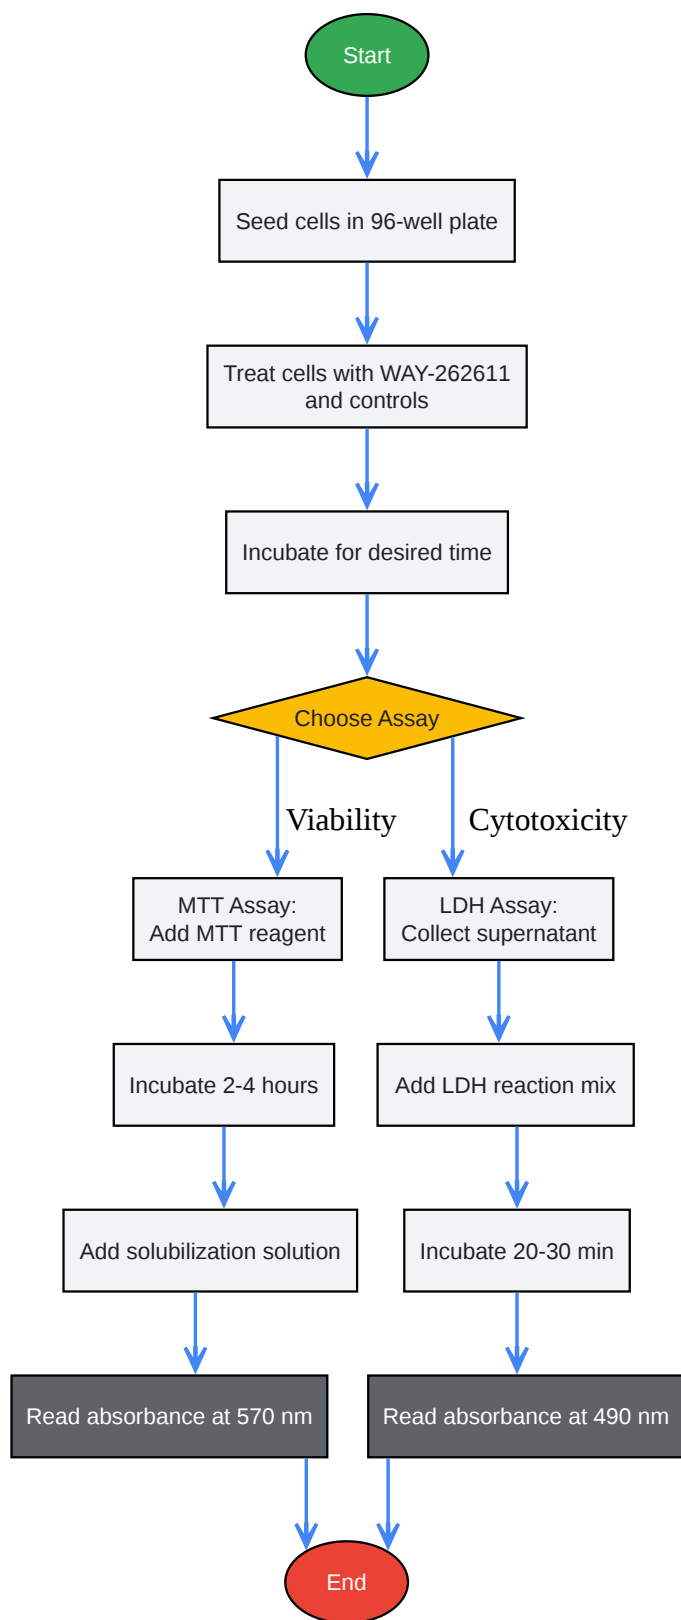 Start
Seed cells in 96-well plate
Treat cells with WAY-262611
and controls
Incubate for desired time
Choose Assay
Viability
Cytotoxicity
MTT Assay:
Add MTT reagent
LDH Assay:
Collect supernatant
Incubate 2-4 hours
Add LDH reaction mix
Add solubilization solution
Incubate 20-30 min
Read absorbance at 570 nm
Read absorbance at 490 nm
End